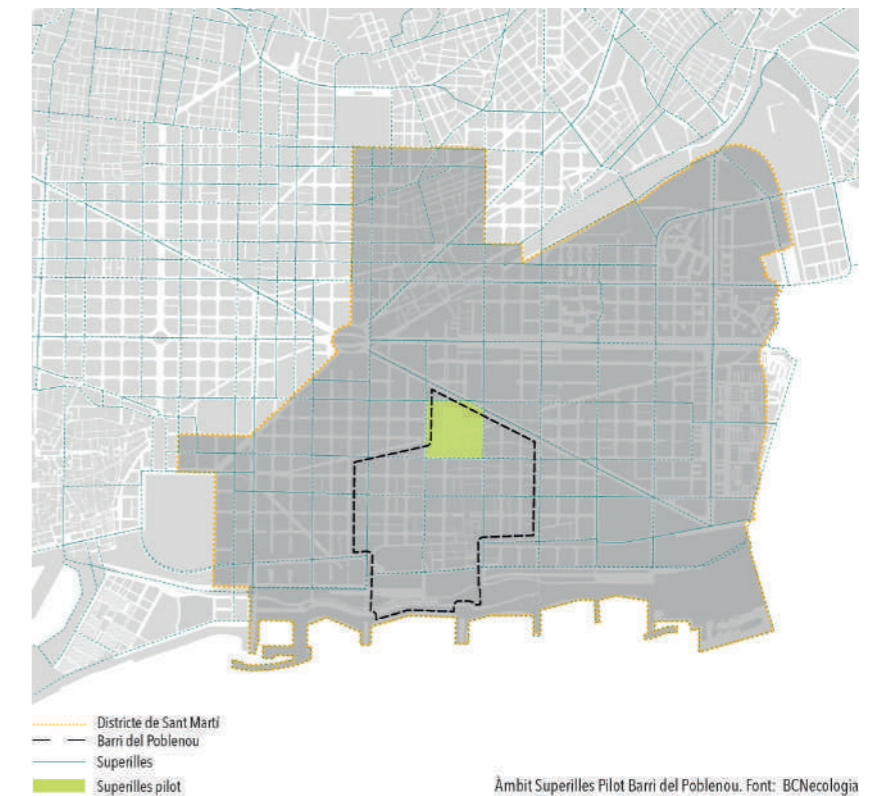 Districte de Sant Martí
Barri del Poblenou
Superilles
Superilles pilot
Àmbit Superilles Pilot Barri del Poblenou. Font: BCNecologia